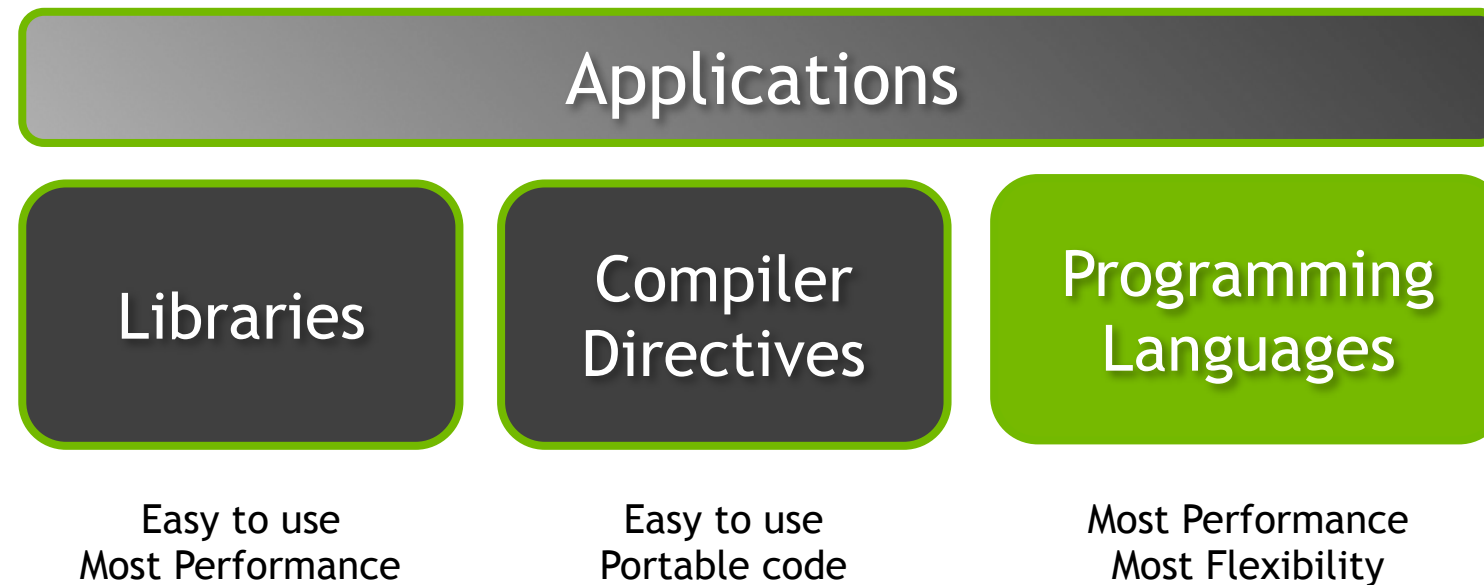 Applications
Libraries
Compiler
Directives
Programming
Languages
Easy to use
Most Performance
Easy to use
Portable code
Most Performance
Most Flexibility